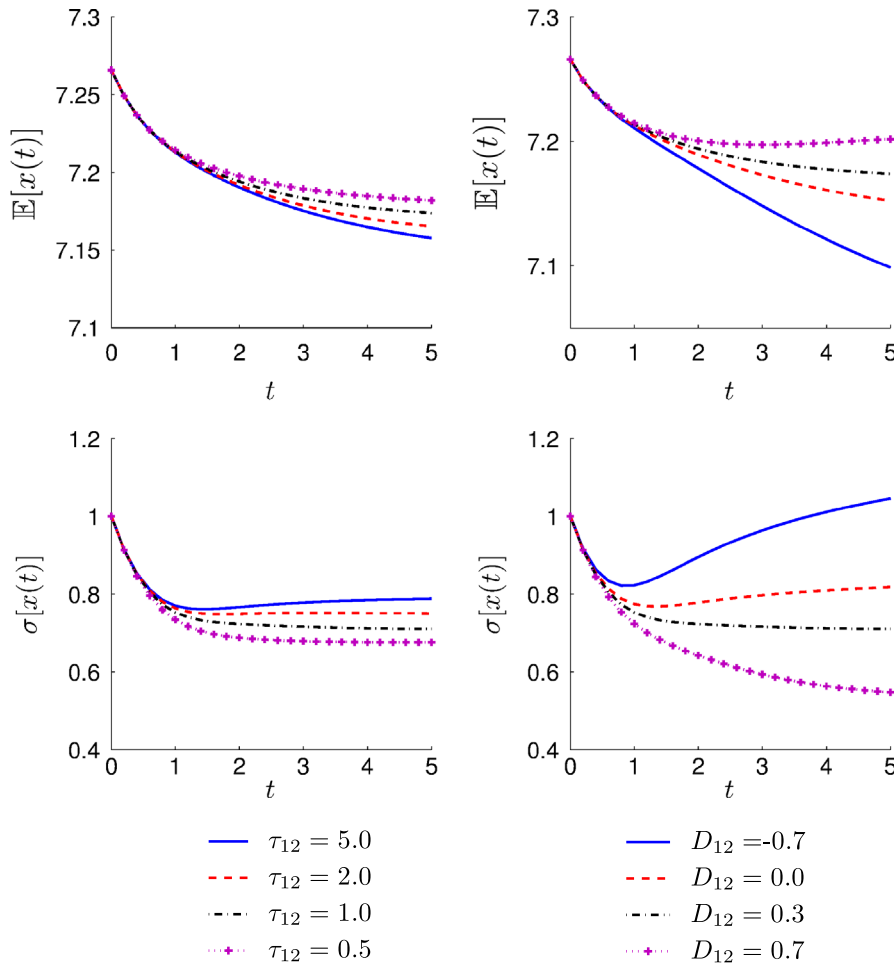 7.3
7.25
7.2
7.15
7.1
𝔼[x(t)]
0 1 2 3 4 5
t
7.3
7.2
7.1
𝔼[x(t)]
0 1 2 3 4 5
t
1.2
1
0.8
0.6
0.4
σ[x(t)]
0 1 2 3 4 5
t
1.2
1
0.8
0.6
0.4
σ[x(t)]
0 1 2 3 4 5
t
τ₁₂ = 5.0
τ₁₂ = 2.0
τ₁₂ = 1.0
τ₁₂ = 0.5
D₁₂ =-0.7
D₁₂ = 0.0
D₁₂ = 0.3
D₁₂ = 0.7